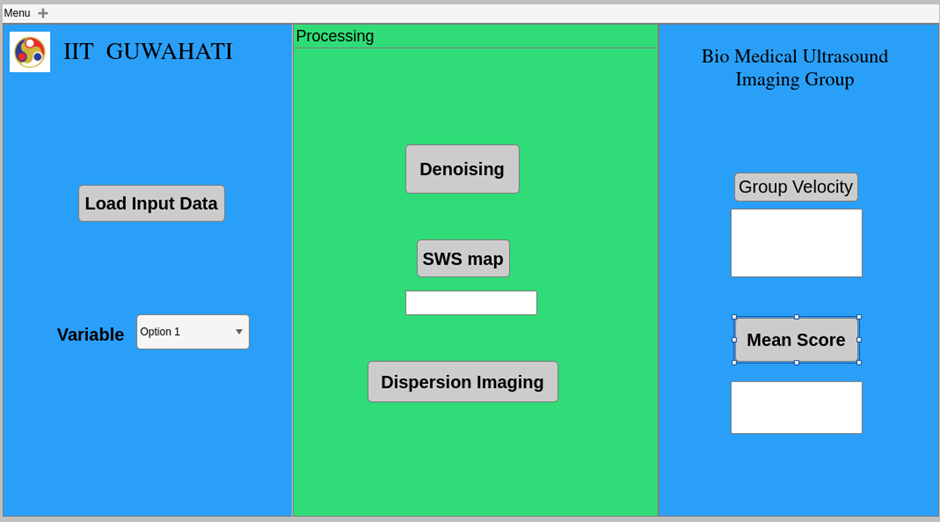 Menu
IIT GUWAHATI
Load Input Data
Variable
Option 1
Processing
Denoising
SWS map
Dispersion Imaging
Bio Medical Ultrasound
Imaging Group
Group Velocity
Mean Score